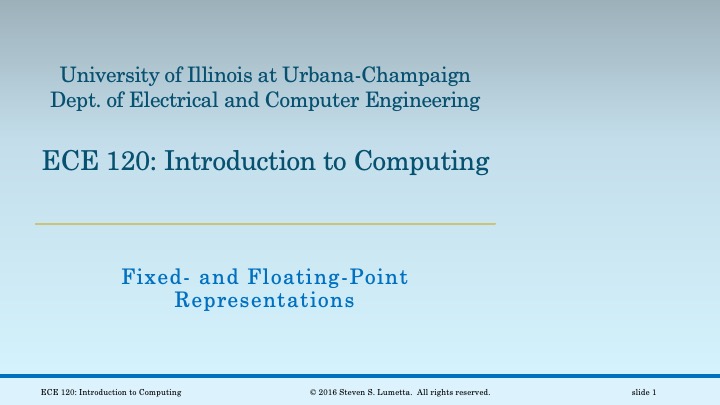 University of Illinois at Urbana-Champaign
Dept. of Electrical and Computer Engineering
ECE 120: Introduction to Computing
Fixed- and Floating-Point
Representations
ECE 120: Introduction to Computing
© 2016 Steven S. Lumetta. All rights reserved.
slide 1